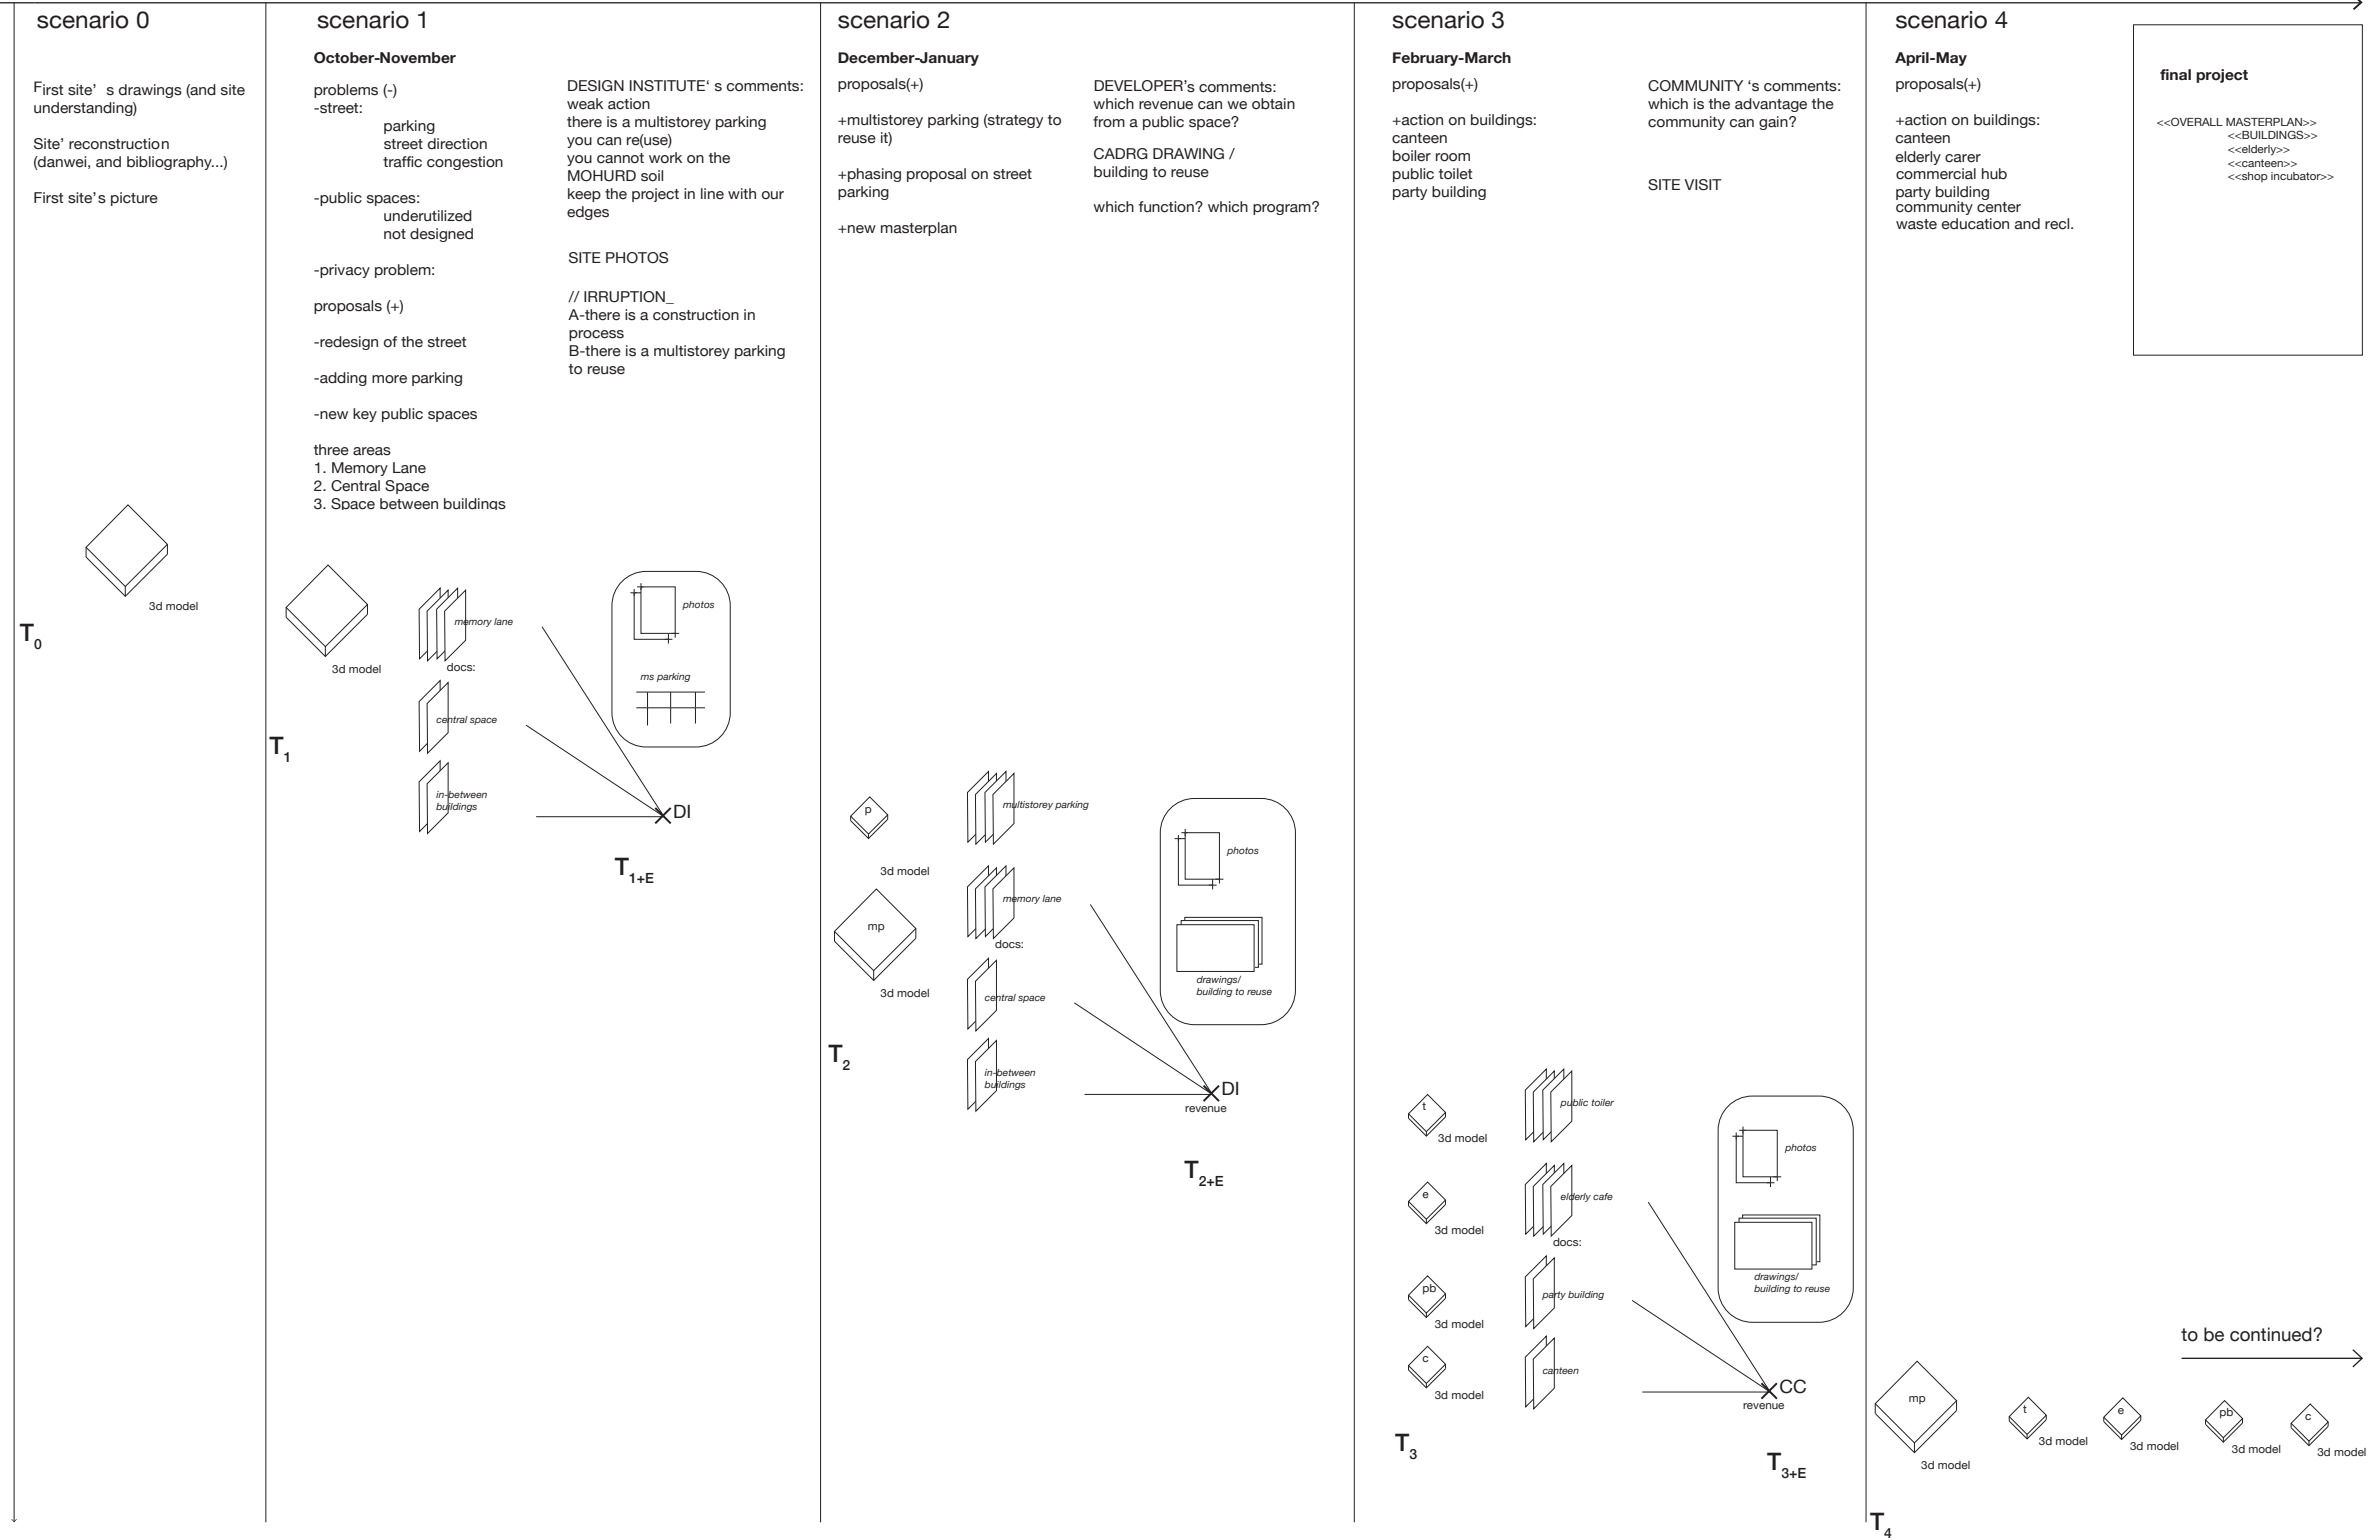 scenario 0
First site’ s drawings (and site
understanding)
Site’ reconstruction
(danwei, and bibliography...)
First site’s picture
3d model
T0
scenario 1
October-November
problems (-)
-street:
parking
street direction
traffic congestion
-public spaces:
underutilized
not designed
-privacy problem:
proposals (+)
-redesign of the street
-adding more parking
-new key public spaces
three areas
1. Memory Lane
2. Central Space
3. Space between buildings
DESIGN INSTITUTE‘ s comments:
weak action
there is a multistorey parking
you can re(use)
you cannot work on the
MOHURD soil
keep the project in line with our
edges
SITE PHOTOS
// IRRUPTION_
A-there is a construction in
process
B-there is a multistorey parking
to reuse
3d model
memory lane
docs:
central space
in-between
buildings
photos
ms parking
DI
T1
T1+E
scenario 2
December-January
proposals(+)
+multistorey parking (strategy to
reuse it)
+phasing proposal on street
parking
+new masterplan
DEVELOPER’s comments:
which revenue can we obtain
from a public space?
CADRG DRAWING /
building to reuse
which function? which program?
p
3d model
mp
3d model
multistorey parking
memory lane
docs:
central space
in-between
buildings
photos
drawings/
building to reuse
DI
revenue
T2
T2+E
scenario 3
February-March
proposals(+)
+action on buildings:
canteen
boiler room
public toilet
party building
COMMUNITY ‘s comments:
which is the advantage the
community can gain?
SITE VISIT
t
3d model
e
3d model
pb
3d model
c
3d model
public toiler
elderly cafe
docs:
party building
canteen
photos
drawings/
building to reuse
CC
revenue
T3
T3+E
scenario 4
April-May
proposals(+)
+action on buildings:
canteen
elderly carer
commercial hub
party building
community center
waste education and recl.
final project
<<OVERALL MASTERPLAN>>
<<BUILDINGS>>
<<elderly>>
<<canteen>>
<<shop incubator>>
to be continued?
mp
3d model
t
3d model
e
3d model
pb
3d model
c
3d model
T4